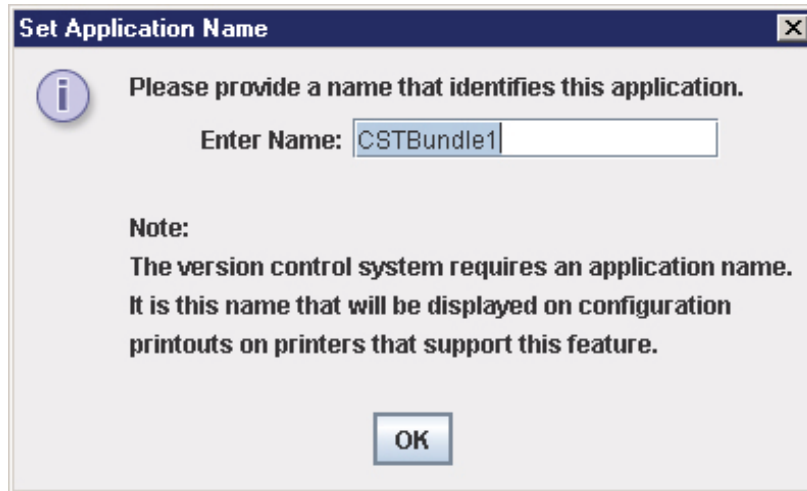 Set Application Name
Please provide a name that identifies this application.
Enter Name: CSTBundle1
Note:
The version control system requires an application name.
It is this name that will be displayed on configuration
printouts on printers that support this feature.
OK